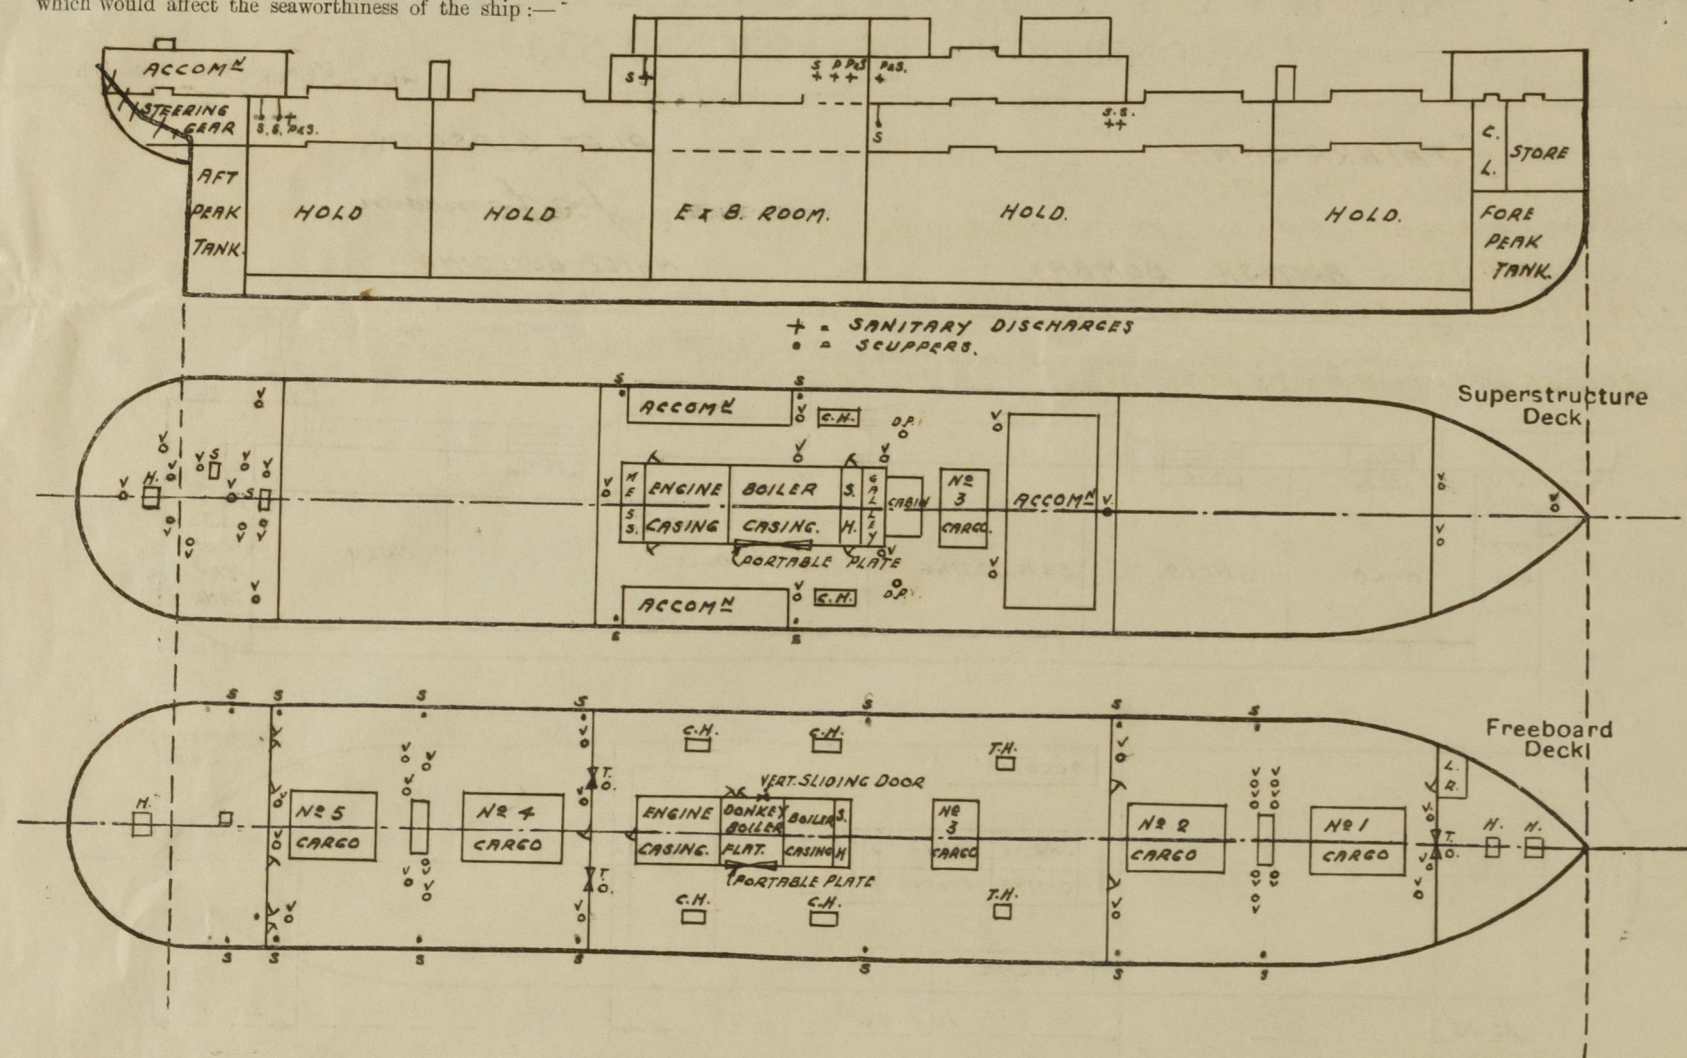 which would affect the seaworthiness of the ship :—
ACCOMN
STEERING GEAR
S. S. P&S.
S
S P P&S P&S.
S
S. S.
C. L.
STORE
AFT PEAK TANK.
HOLD
HOLD
E & B. ROOM.
HOLD.
HOLD.
FORE PEAK TANK.
+ = SANITARY DISCHARGES
• = SCUPPERS.
Superstructure Deck
S S
ACCOMN
C.H.
D.P.
V V V V V
H.
V V S V V V S
V
MESS.
ENGINE CASING
BOILER CASING.
S. H.
GALLEY
CABIN
No 3 CARGO.
ACCOMN
V
V V
V
PORTABLE PLATE
V
V V
ACCOMN
V
C.H.
D.P.
S S
Freeboard Deck
S S S S S S S
C.H. C.H. T.H.
VERT. SLIDING DOOR
L. R.
H.
No 5 CARGO
No 4 CARGO
T. O.
ENGINE CASING.
DONKEY BOILER FLAT.
BOILER CASING
S. H
No 3 CARGO
No 2 CARGO
No 1 CARGO
T. O.
H. H.
T. O.
PORTABLE PLATE
C.H. C.H. T.H.
S S S S S S S